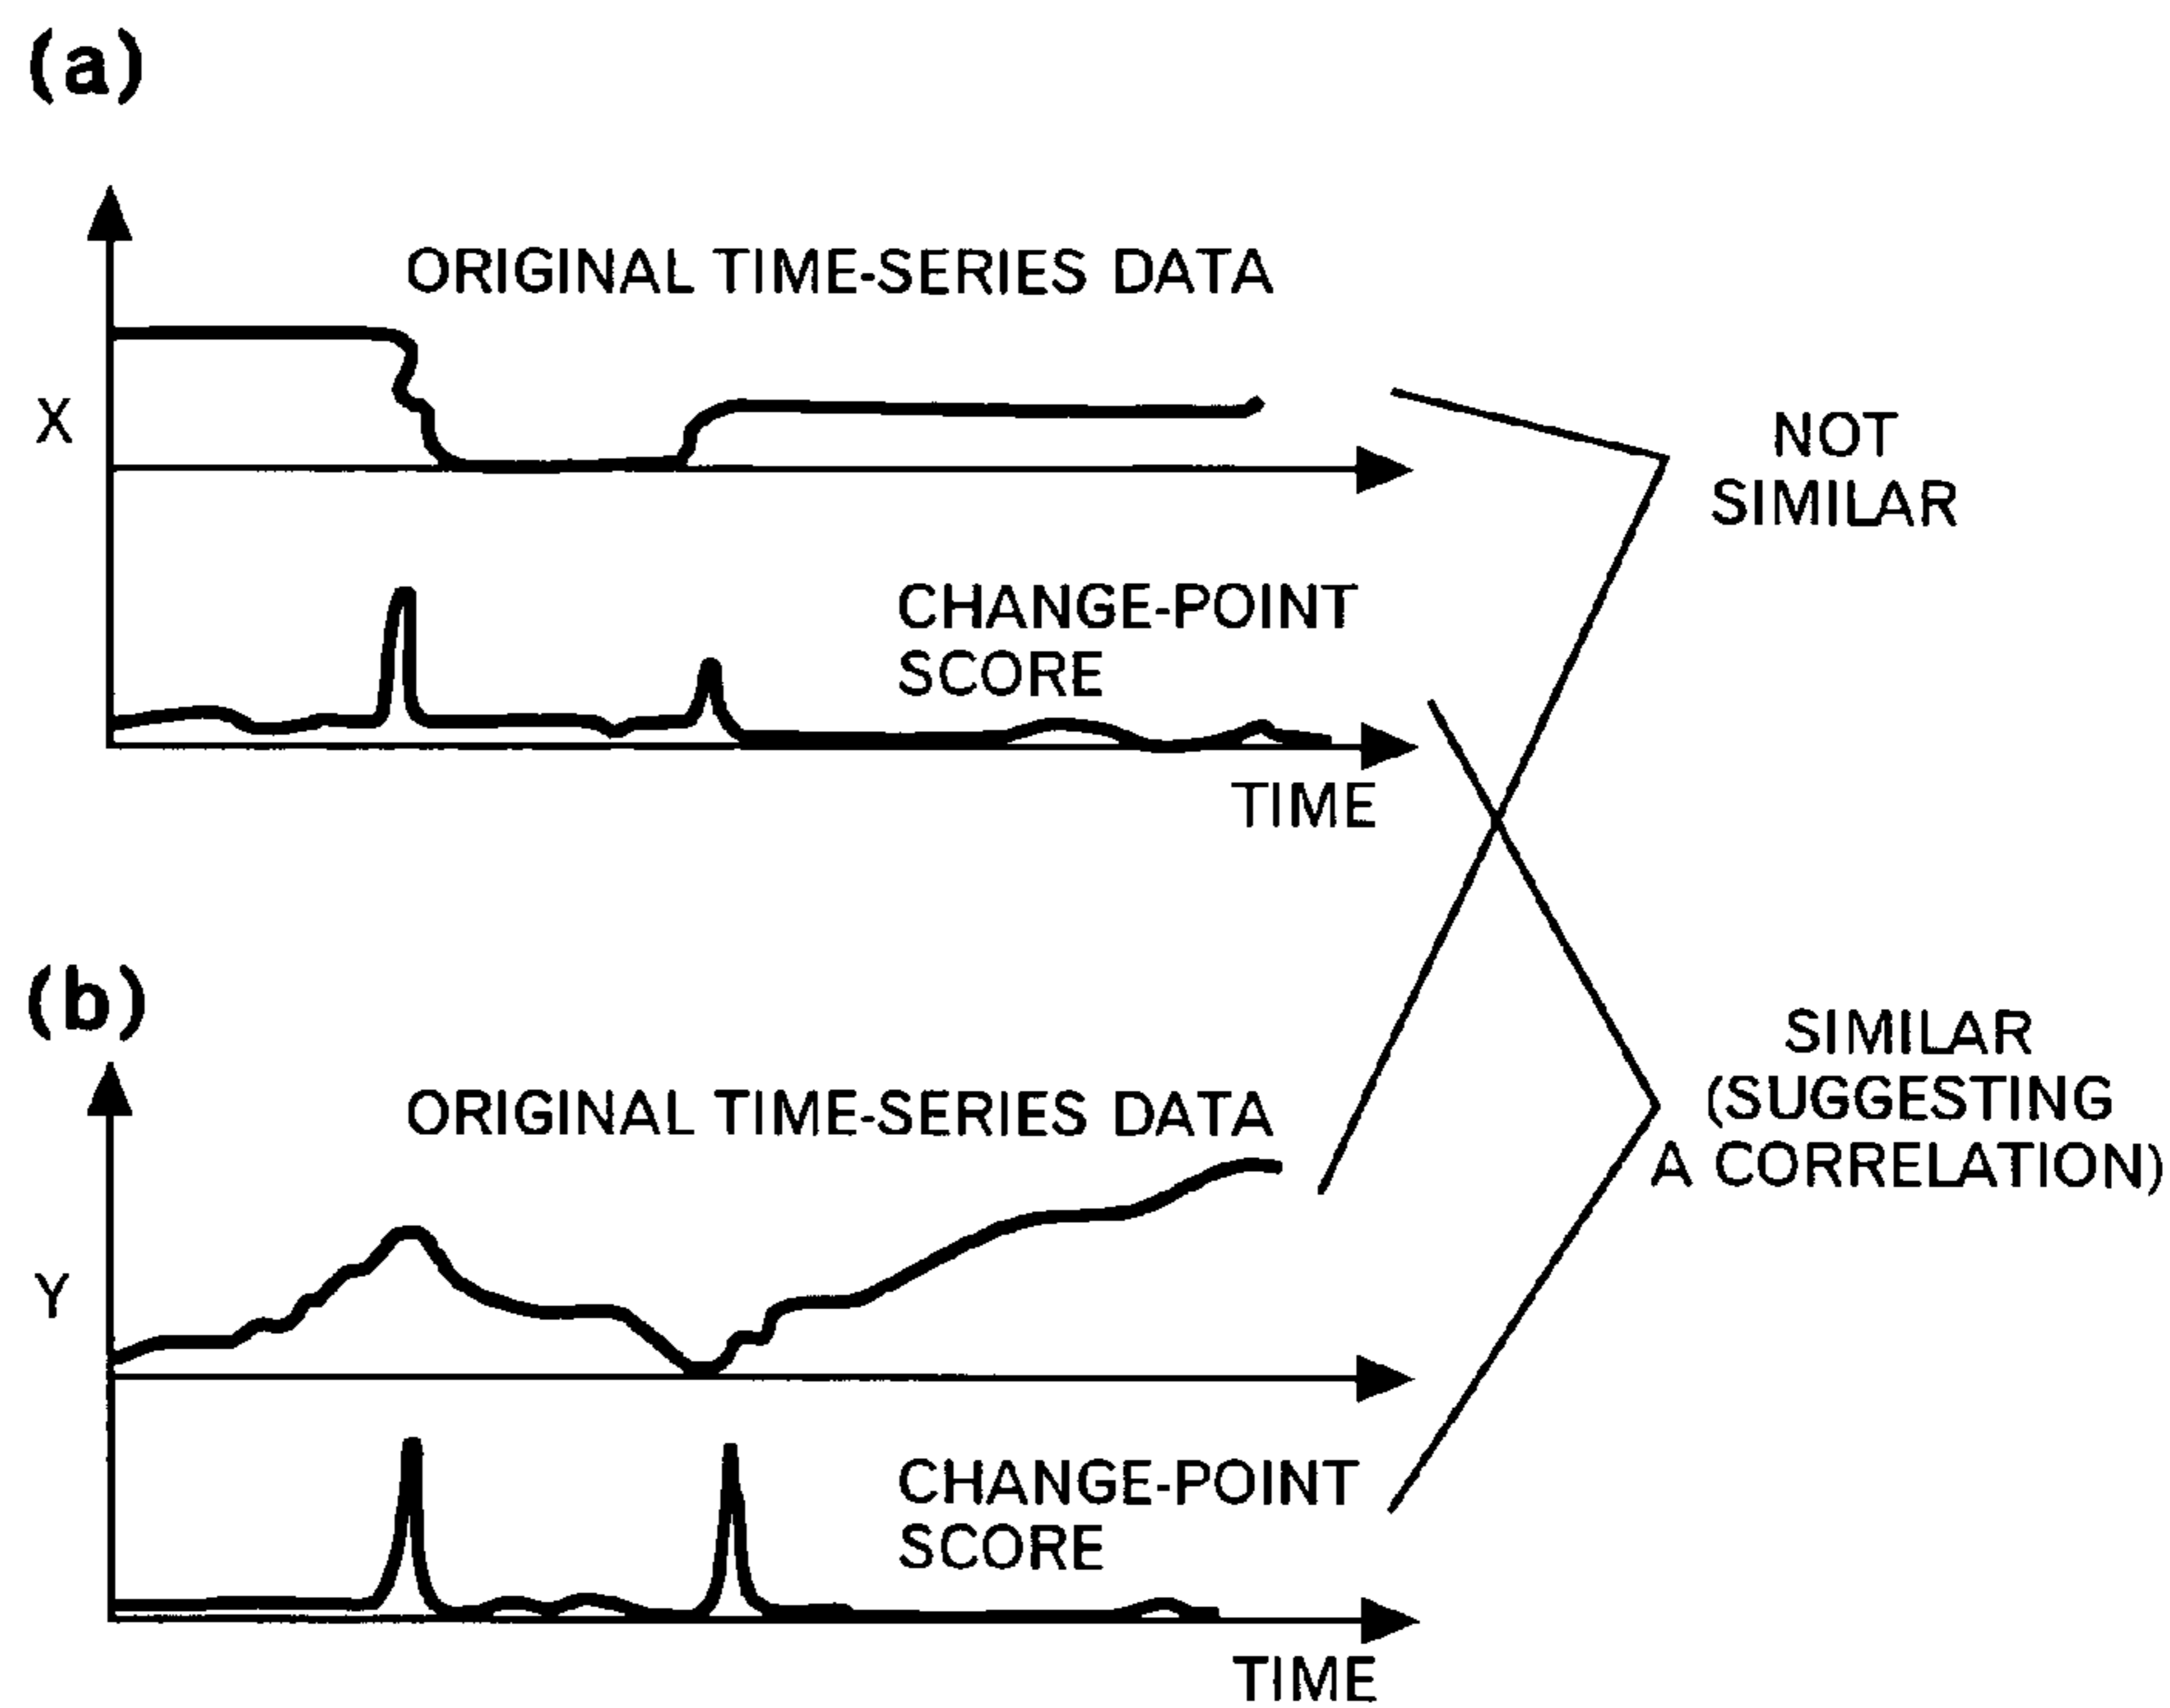 (a)
ORIGINAL TIME-SERIES DATA
X
NOT
SIMILAR
CHANGE-POINT
SCORE
TIME
(b)
SIMILAR
(SUGGESTING
A CORRELATION)
ORIGINAL TIME-SERIES DATA
Y
CHANGE-POINT
SCORE
TIME